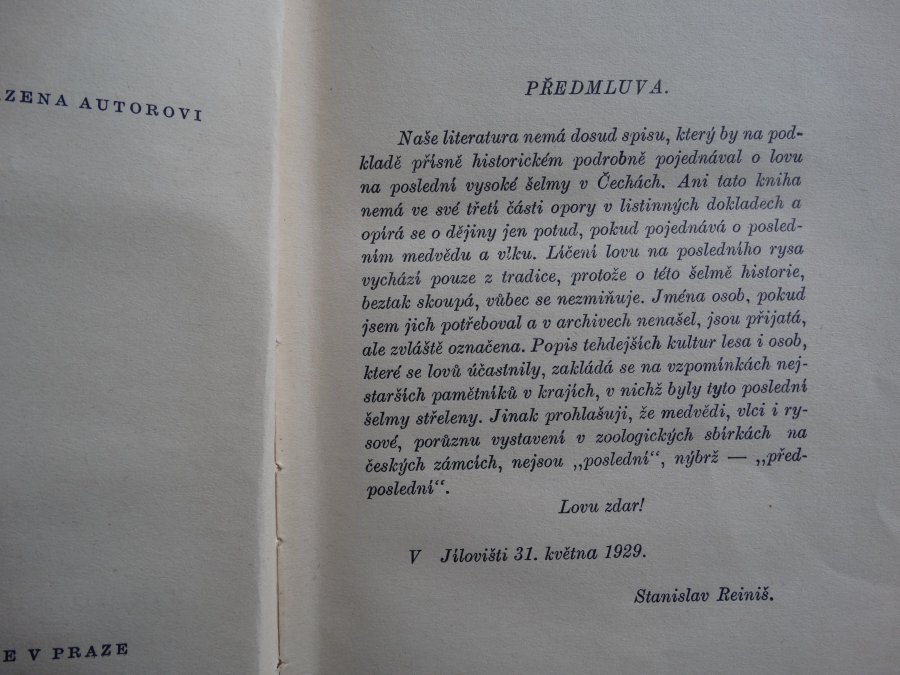 AZENA AUTOROVI
E V PRAZE
PŘEDMLUVA.
Naše literatura nemá dosud spisu, který by na pod-
kladě přísně historickém podrobně pojednával o lovu
na poslední vysoké šelmy v Čechách. Ani tato kniha
nemá ve své třetí části opory v listinných dokladech a
opírá se o dějiny jen potud, pokud pojednává o posled-
ním medvědu a vlku. Líčení lovu na posledního rysa
vychází pouze z tradice, protože o této šelmě historie,
beztak skoupá, vůbec se nezmiňuje. Jména osob, pokud
jsem jich potřeboval a v archivech nenašel, jsou přijatá,
ale zvláště označena. Popis tehdejších kultur lesa i osob,
které se lovů účastnily, zakládá se na vzpomínkách nej-
starších pamětníků v krajích, v nichž byly tyto poslední
šelmy střeleny. Jinak prohlašuji, že medvědi, vlci i ry-
sové, porůznu vystavení v zoologických sbírkách na
českých zámcích, nejsou „poslední“, nýbrž — „před-
poslední“.
Lovu zdar!
V Jílovišti 31. května 1929.
Stanislav Reiniš.